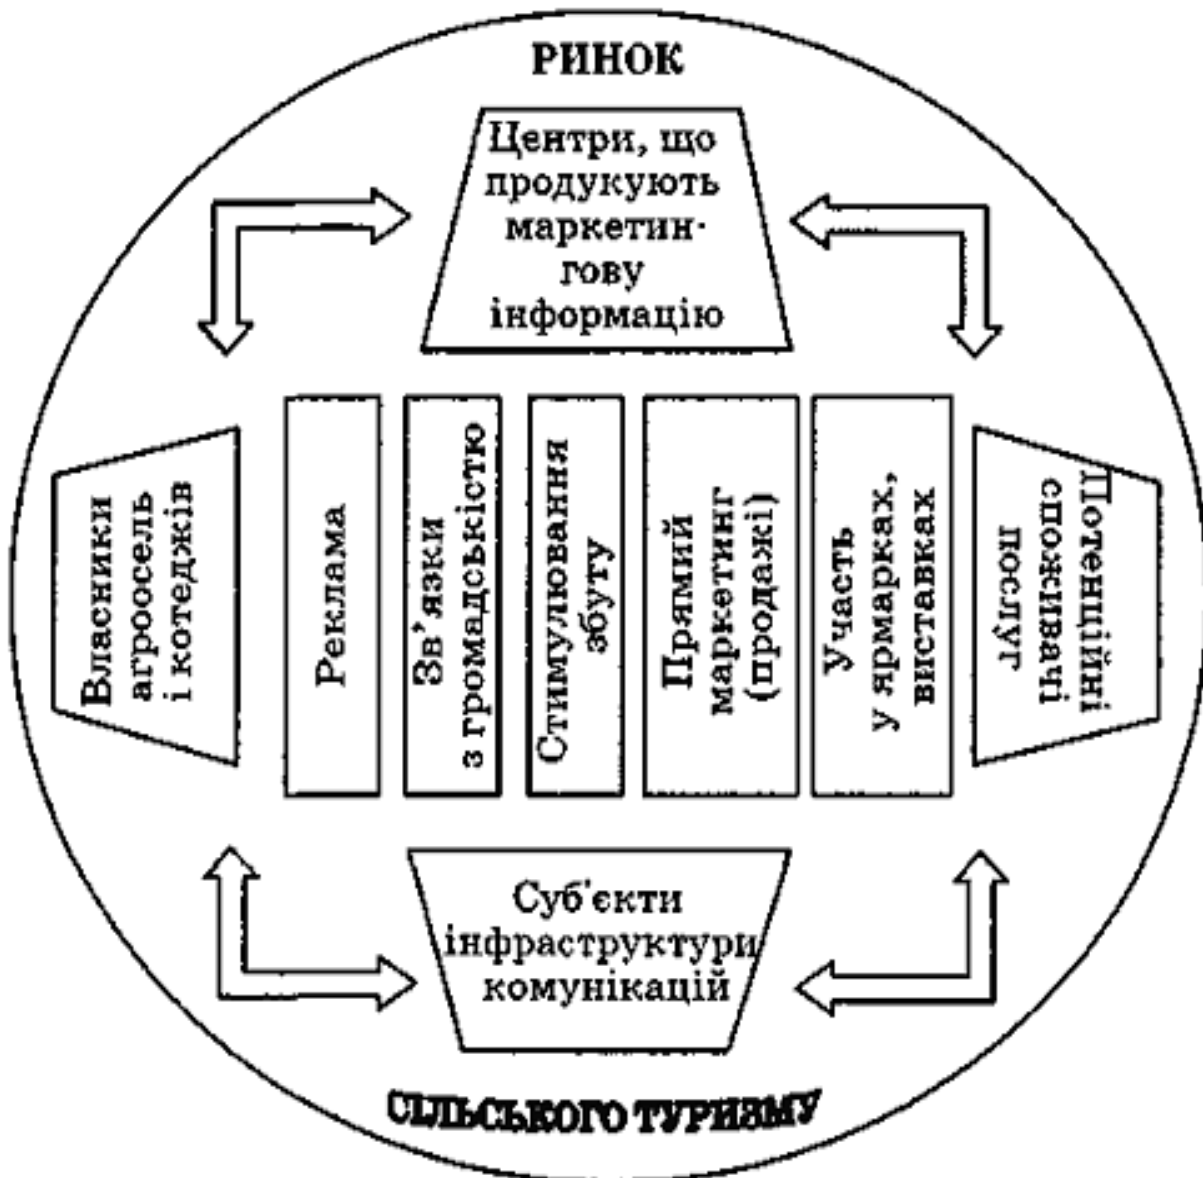 РИНОК
Центри, що
продукують
маркетин-
гову
інформацію
Власники
агроосель
і котеджів
Реклама
Зв’язки
з громадськістю
Стимулювання
збуту
Прямий
маркетинг
(продажі)
Участь
у ярмарках,
виставках
Потенційні
споживачі
послуг
Суб’єкти
інфраструктури
комунікацій
СІЛЬСЬКОГО ТУРИЗМУ